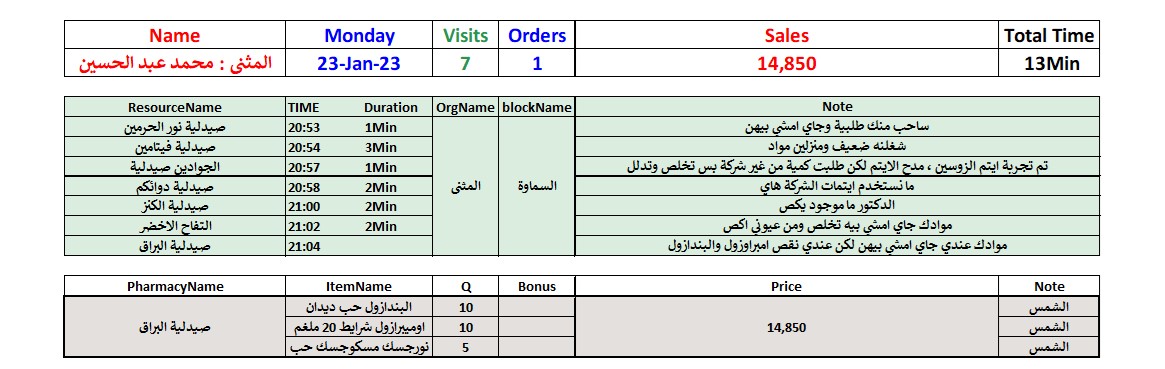 Name Monday Visits Orders Sales Total Time
المثنى : محمد عبد الحسين 23-Jan-23 7 1 14,850 13Min
ResourceName TIME Duration OrgName blockName Note
صيدلية نور الحرمين 20:53 1Min ساحب منك طلبية وجاي امشي بيهن
صيدلية فيتامين 20:54 3Min شغلنه ضعيف ومنزلين مواد
الجوادين صيدلية 20:57 1Min تم تجربة ايتم الزوسين ، مدح الايتم لكن طلبت كمية من غير شركة بس تخلص وتدلل
صيدلية دوائكم 20:58 2Min المثنى السماوة ما نستخدم ايتمات الشركة هاي
صيدلية الكنز 21:00 2Min الدكتور ما موجود يكص
التفاح الاخضر 21:02 2Min موادك جاي امشي بيه تخلص ومن عيوني اكص
صيدلية البراق 21:04 موادك عندي جاي امشي بيهن لكن عندي نقص امبراوزول والبندازول
PharmacyName ItemName Q Bonus Price Note
البندازول حب ديدان 10 الشمس
صيدلية البراق اوميبرازول شرايط 20 ملغم 10 14,850 الشمس
نورجسك مسكوجسك حب 5 الشمس